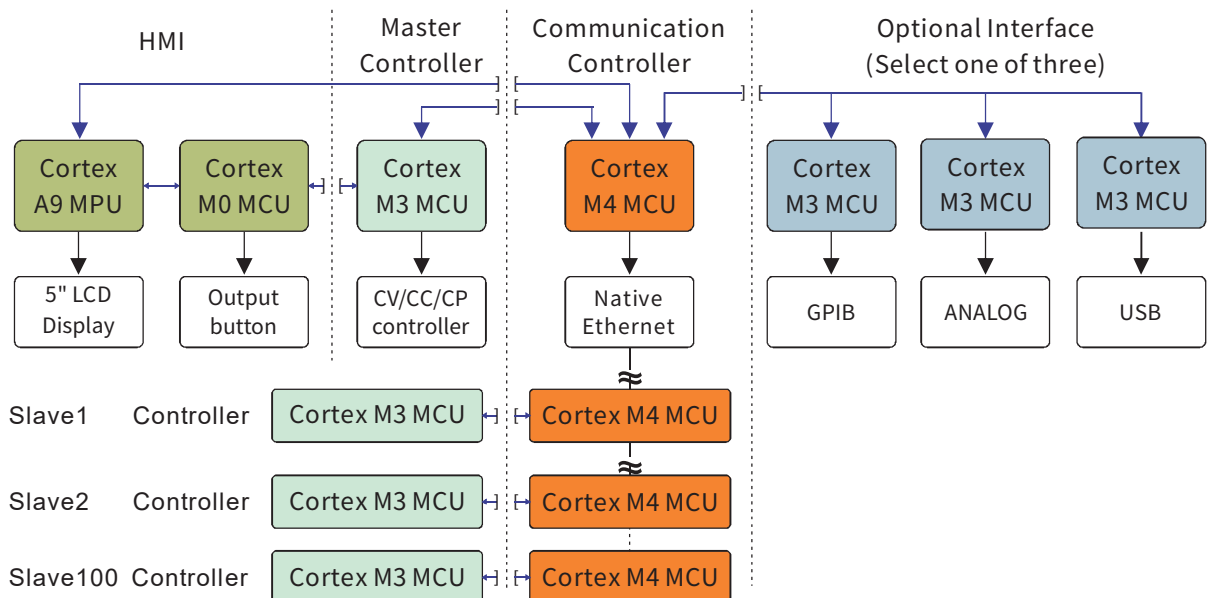 HMI
Master
Controller
Communication
Controller
Optional Interface
(Select one of three)
Cortex
A9 MPU
Cortex
M0 MCU
Cortex
M3 MCU
Cortex
M4 MCU
Cortex
M3 MCU
Cortex
M3 MCU
Cortex
M3 MCU
5" LCD
Display
Output
button
CV/CC/CP
controller
Native
Ethernet
GPIB
ANALOG
USB
Slave1 Controller Cortex M3 MCU Cortex M4 MCU
Slave2 Controller Cortex M3 MCU Cortex M4 MCU
Slave100 Controller Cortex M3 MCU Cortex M4 MCU